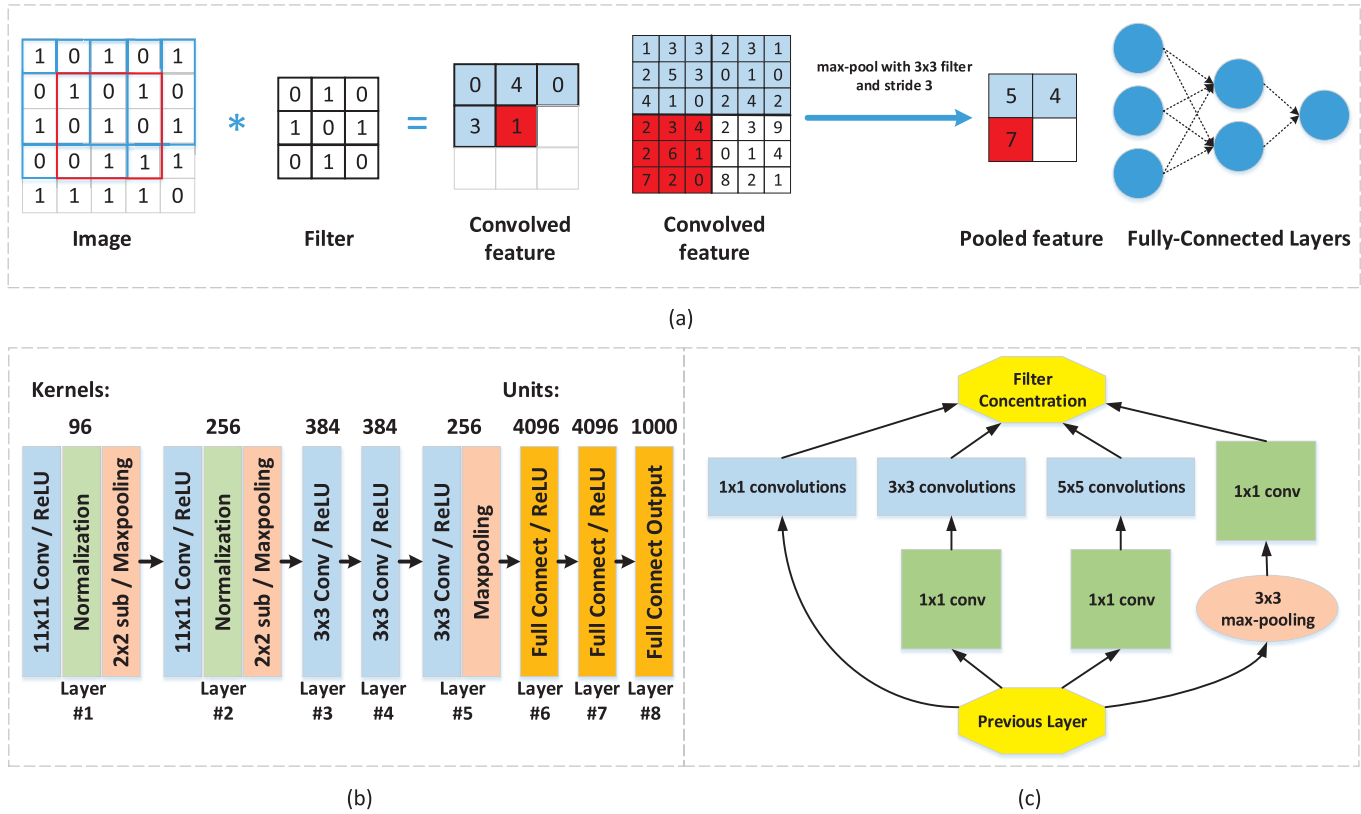 1 0 1 0 1
0 1 0 1 0
1 0 1 0 1
0 0 1 1 1
1 1 1 1 0
Image
*
0 1 0
1 0 1
0 1 0
Filter
=
0 4 0
3 1
Convolved
feature
1 3 3 2 3 1
2 5 3 0 1 0
4 1 0 2 4 2
2 3 4 2 3 9
2 6 1 0 1 4
7 2 0 8 2 1
Convolved
feature
max-pool with 3x3 filter
and stride 3
5 4
7
Pooled feature
Fully-Connected Layers
(a)
Kernels:
Units:
96
256
384
384
256
4096
4096
1000
11x11 Conv / ReLU
Normalization
2x2 sub / Maxpooling
11x11 Conv / ReLU
Normalization
2x2 sub / Maxpooling
3x3 Conv / ReLU
3x3 Conv / ReLU
3x3 Conv / ReLU
Maxpooling
Full Connect / ReLU
Full Connect / ReLU
Full Connect Output
Layer
#1
Layer
#2
Layer
#3
Layer
#4
Layer
#5
Layer
#6
Layer
#7
Layer
#8
(b)
Filter
Concentration
1x1 convolutions
3x3 convolutions
5x5 convolutions
1x1 conv
1x1 conv
1x1 conv
3x3
max-pooling
Previous Layer
(c)